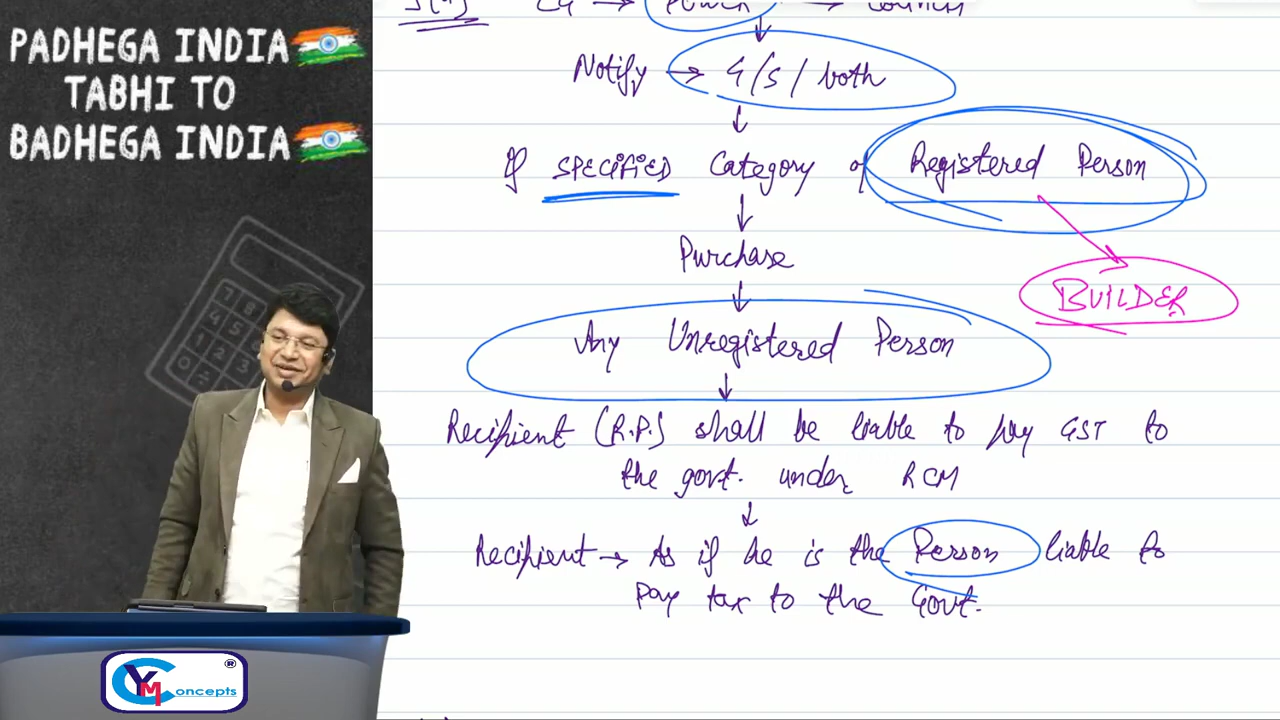 PADHEGA INDIA
TABHI TO
BADHEGA INDIA
Notify → G/S/ both
If SPECIFIED Category of Registered Person
BUILDER
Purchase
Any Unregistered Person
Recipient (R.P.) shall be liable to pay GST to
the govt. under RCM
Recipient → As if he is the Person liable to
Pay tax to the Govt.
YM Concepts ®